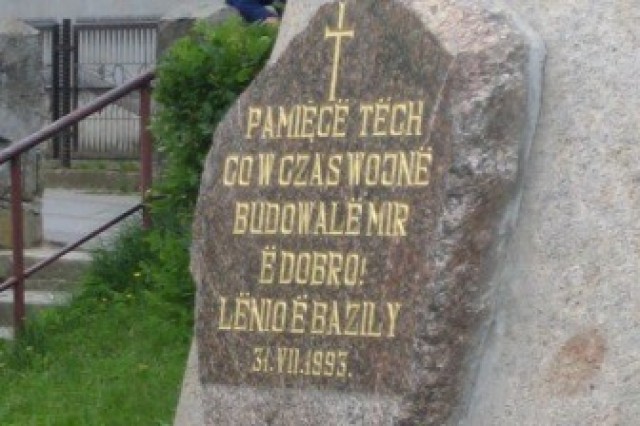 PAMIĘCË TËCH
CO W CZAS WOJNË
BUDOWALË MIR
Ë DOBRO!
LËNIO Ë BAZILY
31.VII.1993.